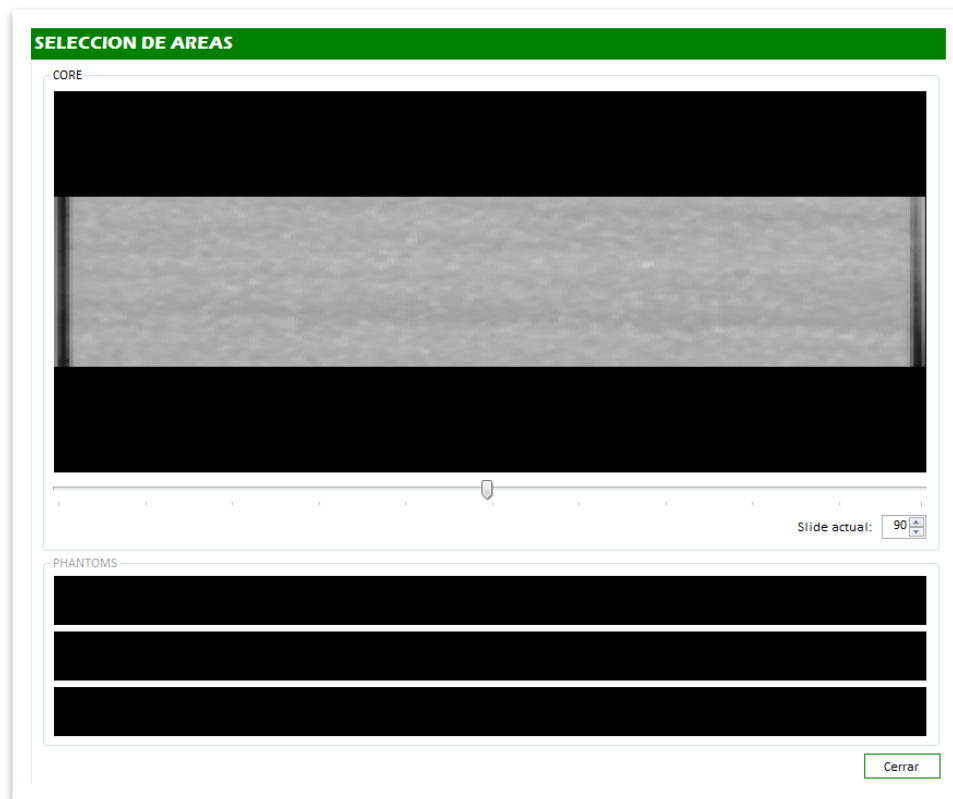 SELECCION DE AREAS
CORE
Slide actual: 90
PHANTOMS
Cerrar